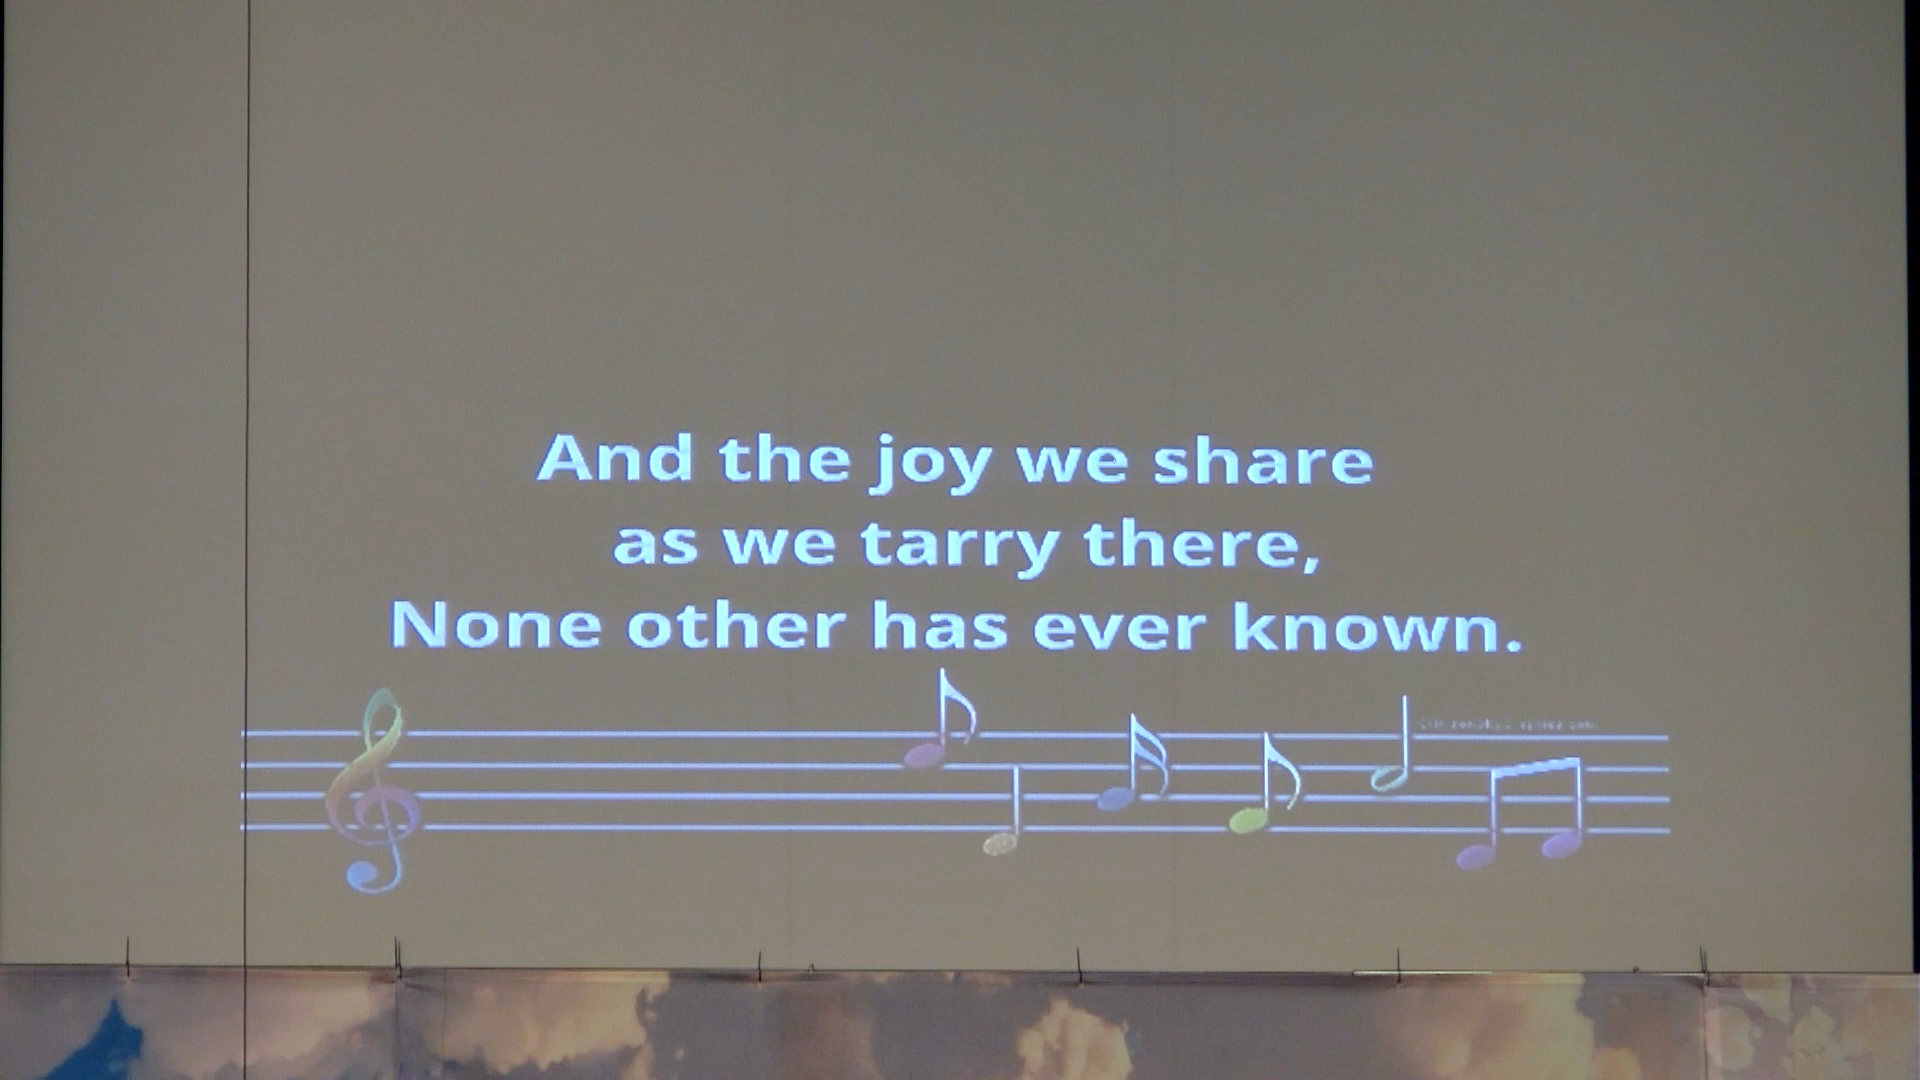 And the joy we share
as we tarry there,
None other has ever known.